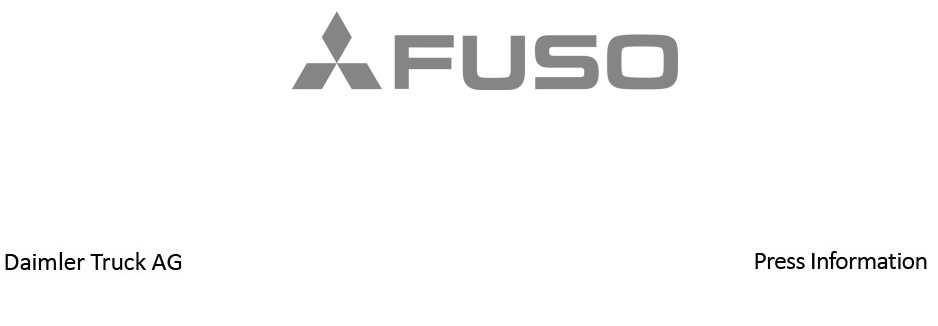 FUSO
Daimler Truck AG
Press Information